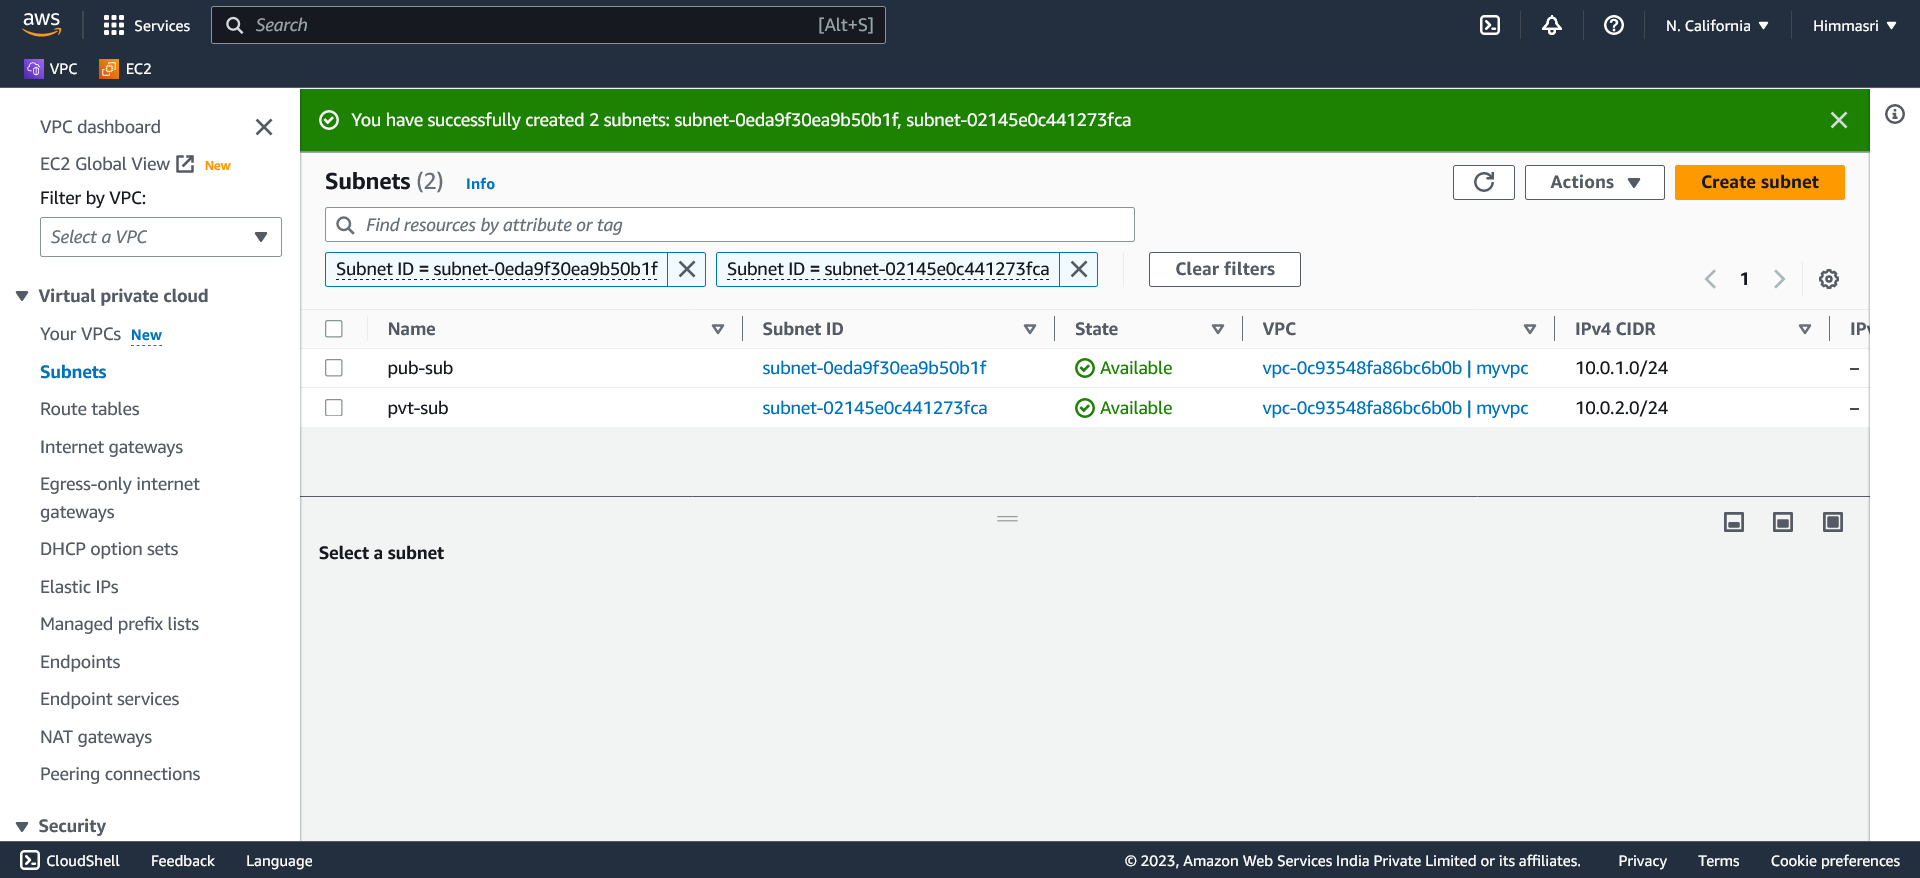 aws
Services
Search
[Alt+S]
N. California
Himmasri
VPC
EC2
VPC dashboard
EC2 Global View New
Filter by VPC:
Select a VPC
Virtual private cloud
Your VPCs New
Subnets
Route tables
Internet gateways
Egress-only internet
gateways
DHCP option sets
Elastic IPs
Managed prefix lists
Endpoints
Endpoint services
NAT gateways
Peering connections
Security
You have successfully created 2 subnets: subnet-0eda9f30ea9b50b1f, subnet-02145e0c441273fca
Subnets (2) Info
Actions
Create subnet
Find resources by attribute or tag
Subnet ID = subnet-0eda9f30ea9b50b1f
Subnet ID = subnet-02145e0c441273fca
Clear filters
1
Name Subnet ID State VPC IPv4 CIDR
pub-sub subnet-0eda9f30ea9b50b1f Available vpc-0c93548fa86bc6b0b | myvpc 10.0.1.0/24 –
pvt-sub subnet-02145e0c441273fca Available vpc-0c93548fa86bc6b0b | myvpc 10.0.2.0/24 –
Select a subnet
CloudShell Feedback Language
© 2023, Amazon Web Services India Private Limited or its affiliates. Privacy Terms Cookie preferences